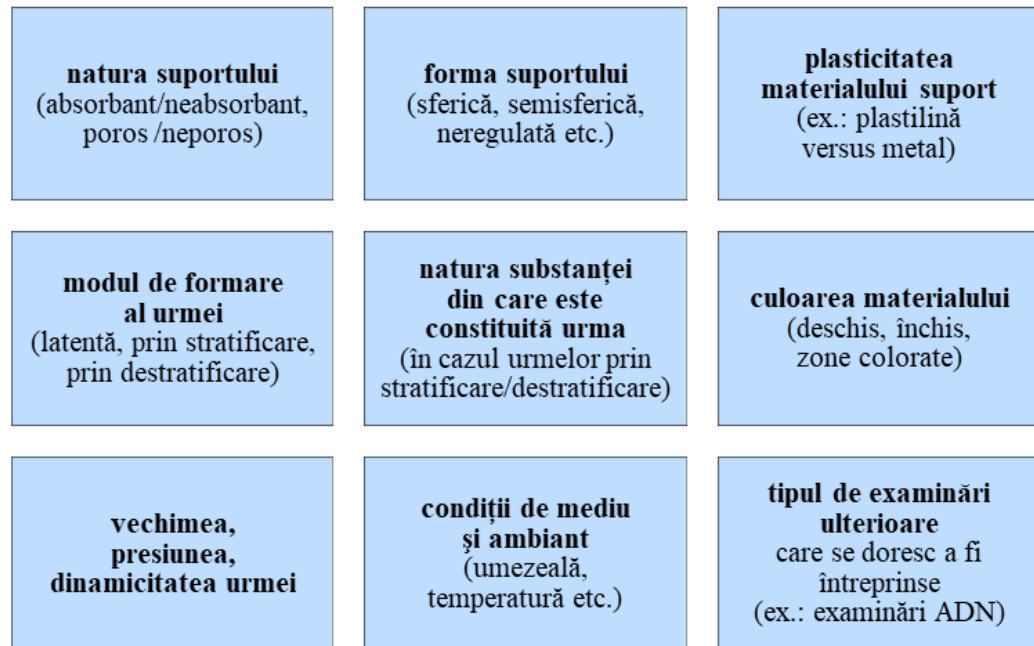 natura suportului
(absorbant/neabsorbant,
poros /neporos)
forma suportului
(sferică, semisferică,
neregulată etc.)
plasticitatea
materialului suport
(ex.: plastilină
versus metal)
modul de formare
al urmei
(latentă, prin stratificare,
prin destratificare)
natura substanței
din care este
constituită urma
(în cazul urmelor prin
stratificare/destratificare)
culoarea materialului
(deschis, închis,
zone colorate)
vechimea,
presiunea,
dinamicitatea urmei
condiții de mediu
şi ambiant
(umezeală,
temperatură etc.)
tipul de examinări
ulterioare
care se doresc a fi
întreprinse
(ex.: examinări ADN)